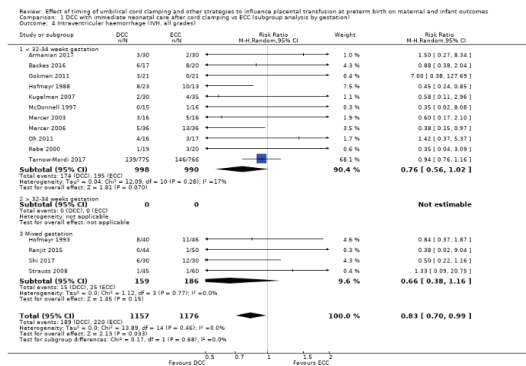 Review: Effect of timing of umbilical cord clamping and other strategies to influence placental transfusion at preterm birth on maternal and infant outcomes
Comparison: 1 DCC with immediate neonatal care after cord clamping vs ECC (subgroup analysis by gestation)
Outcome: 4 Intraventricular haemorrhage (IVH, all grades)
Study or subgroup DCC ECC Risk Ratio Weight Risk Ratio
n/N n/N M-H,Random,95% CI M-H,Random,95% CI
1 < 32-34 weeks gestation
Armanian 2017 3/30 2/30 1.0 % 1.50 [ 0.27, 8.34 ]
Backes 2016 6/17 8/20 4.4 % 0.88 [ 0.38, 2.04 ]
Gokmen 2011 3/21 0/21 0.4 % 7.00 [ 0.38, 127.69 ]
Hofmeyr 1988 8/23 10/13 7.5 % 0.45 [ 0.24, 0.85 ]
Kugelman 2007 2/30 4/35 1.3 % 0.58 [ 0.11, 2.96 ]
McDonnell 1997 0/15 1/16 0.4 % 0.35 [ 0.02, 8.08 ]
Mercer 2003 3/16 5/16 2.3 % 0.60 [ 0.17, 2.10 ]
Mercer 2006 5/36 13/36 4.0 % 0.38 [ 0.15, 0.97 ]
Oh 2011 4/16 3/17 2.0 % 1.42 [ 0.37, 5.37 ]
Rabe 2000 1/19 3/20 0.8 % 0.35 [ 0.04, 3.09 ]
Tarnow-Mordi 2017 139/775 146/766 68.1 % 0.94 [ 0.76, 1.16 ]
Subtotal (95% CI) 998 990 90.4 % 0.76 [ 0.56, 1.02 ]
Total events: 174 (DCC), 195 (ECC)
Heterogeneity: Tau² = 0.04; Chi² = 12.09, df = 10 (P = 0.28); I² =17%
Test for overall effect: Z = 1.81 (P = 0.070)
2 > 32-34 weeks gestation
Subtotal (95% CI) 0 0 Not estimable
Total events: 0 (DCC), 0 (ECC)
Heterogeneity: not applicable
Test for overall effect: not applicable
3 Mixed gestation
Hofmeyr 1993 8/40 11/46 4.6 % 0.84 [ 0.37, 1.87 ]
Ranjit 2015 0/44 1/50 0.4 % 0.38 [ 0.02, 9.04 ]
Shi 2017 6/30 12/30 4.2 % 0.50 [ 0.22, 1.16 ]
Strauss 2008 1/45 1/60 0.4 % 1.33 [ 0.09, 20.75 ]
Subtotal (95% CI) 159 186 9.6 % 0.66 [ 0.38, 1.16 ]
Total events: 15 (DCC), 25 (ECC)
Heterogeneity: Tau² = 0.0; Chi² = 1.12, df = 3 (P = 0.77); I² =0.0%
Test for overall effect: Z = 1.45 (P = 0.15)
Total (95% CI) 1157 1176 100.0 % 0.83 [ 0.70, 0.99 ]
Total events: 189 (DCC), 220 (ECC)
Heterogeneity: Tau² = 0.0; Chi² = 13.89, df = 14 (P = 0.46); I² =0.0%
Test for overall effect: Z = 2.13 (P = 0.033)
Test for subgroup differences: Chi² = 0.17, df = 1 (P = 0.68), I² =0.0%
0.5 0.7 1 1.5 2
Favours DCC Favours ECC